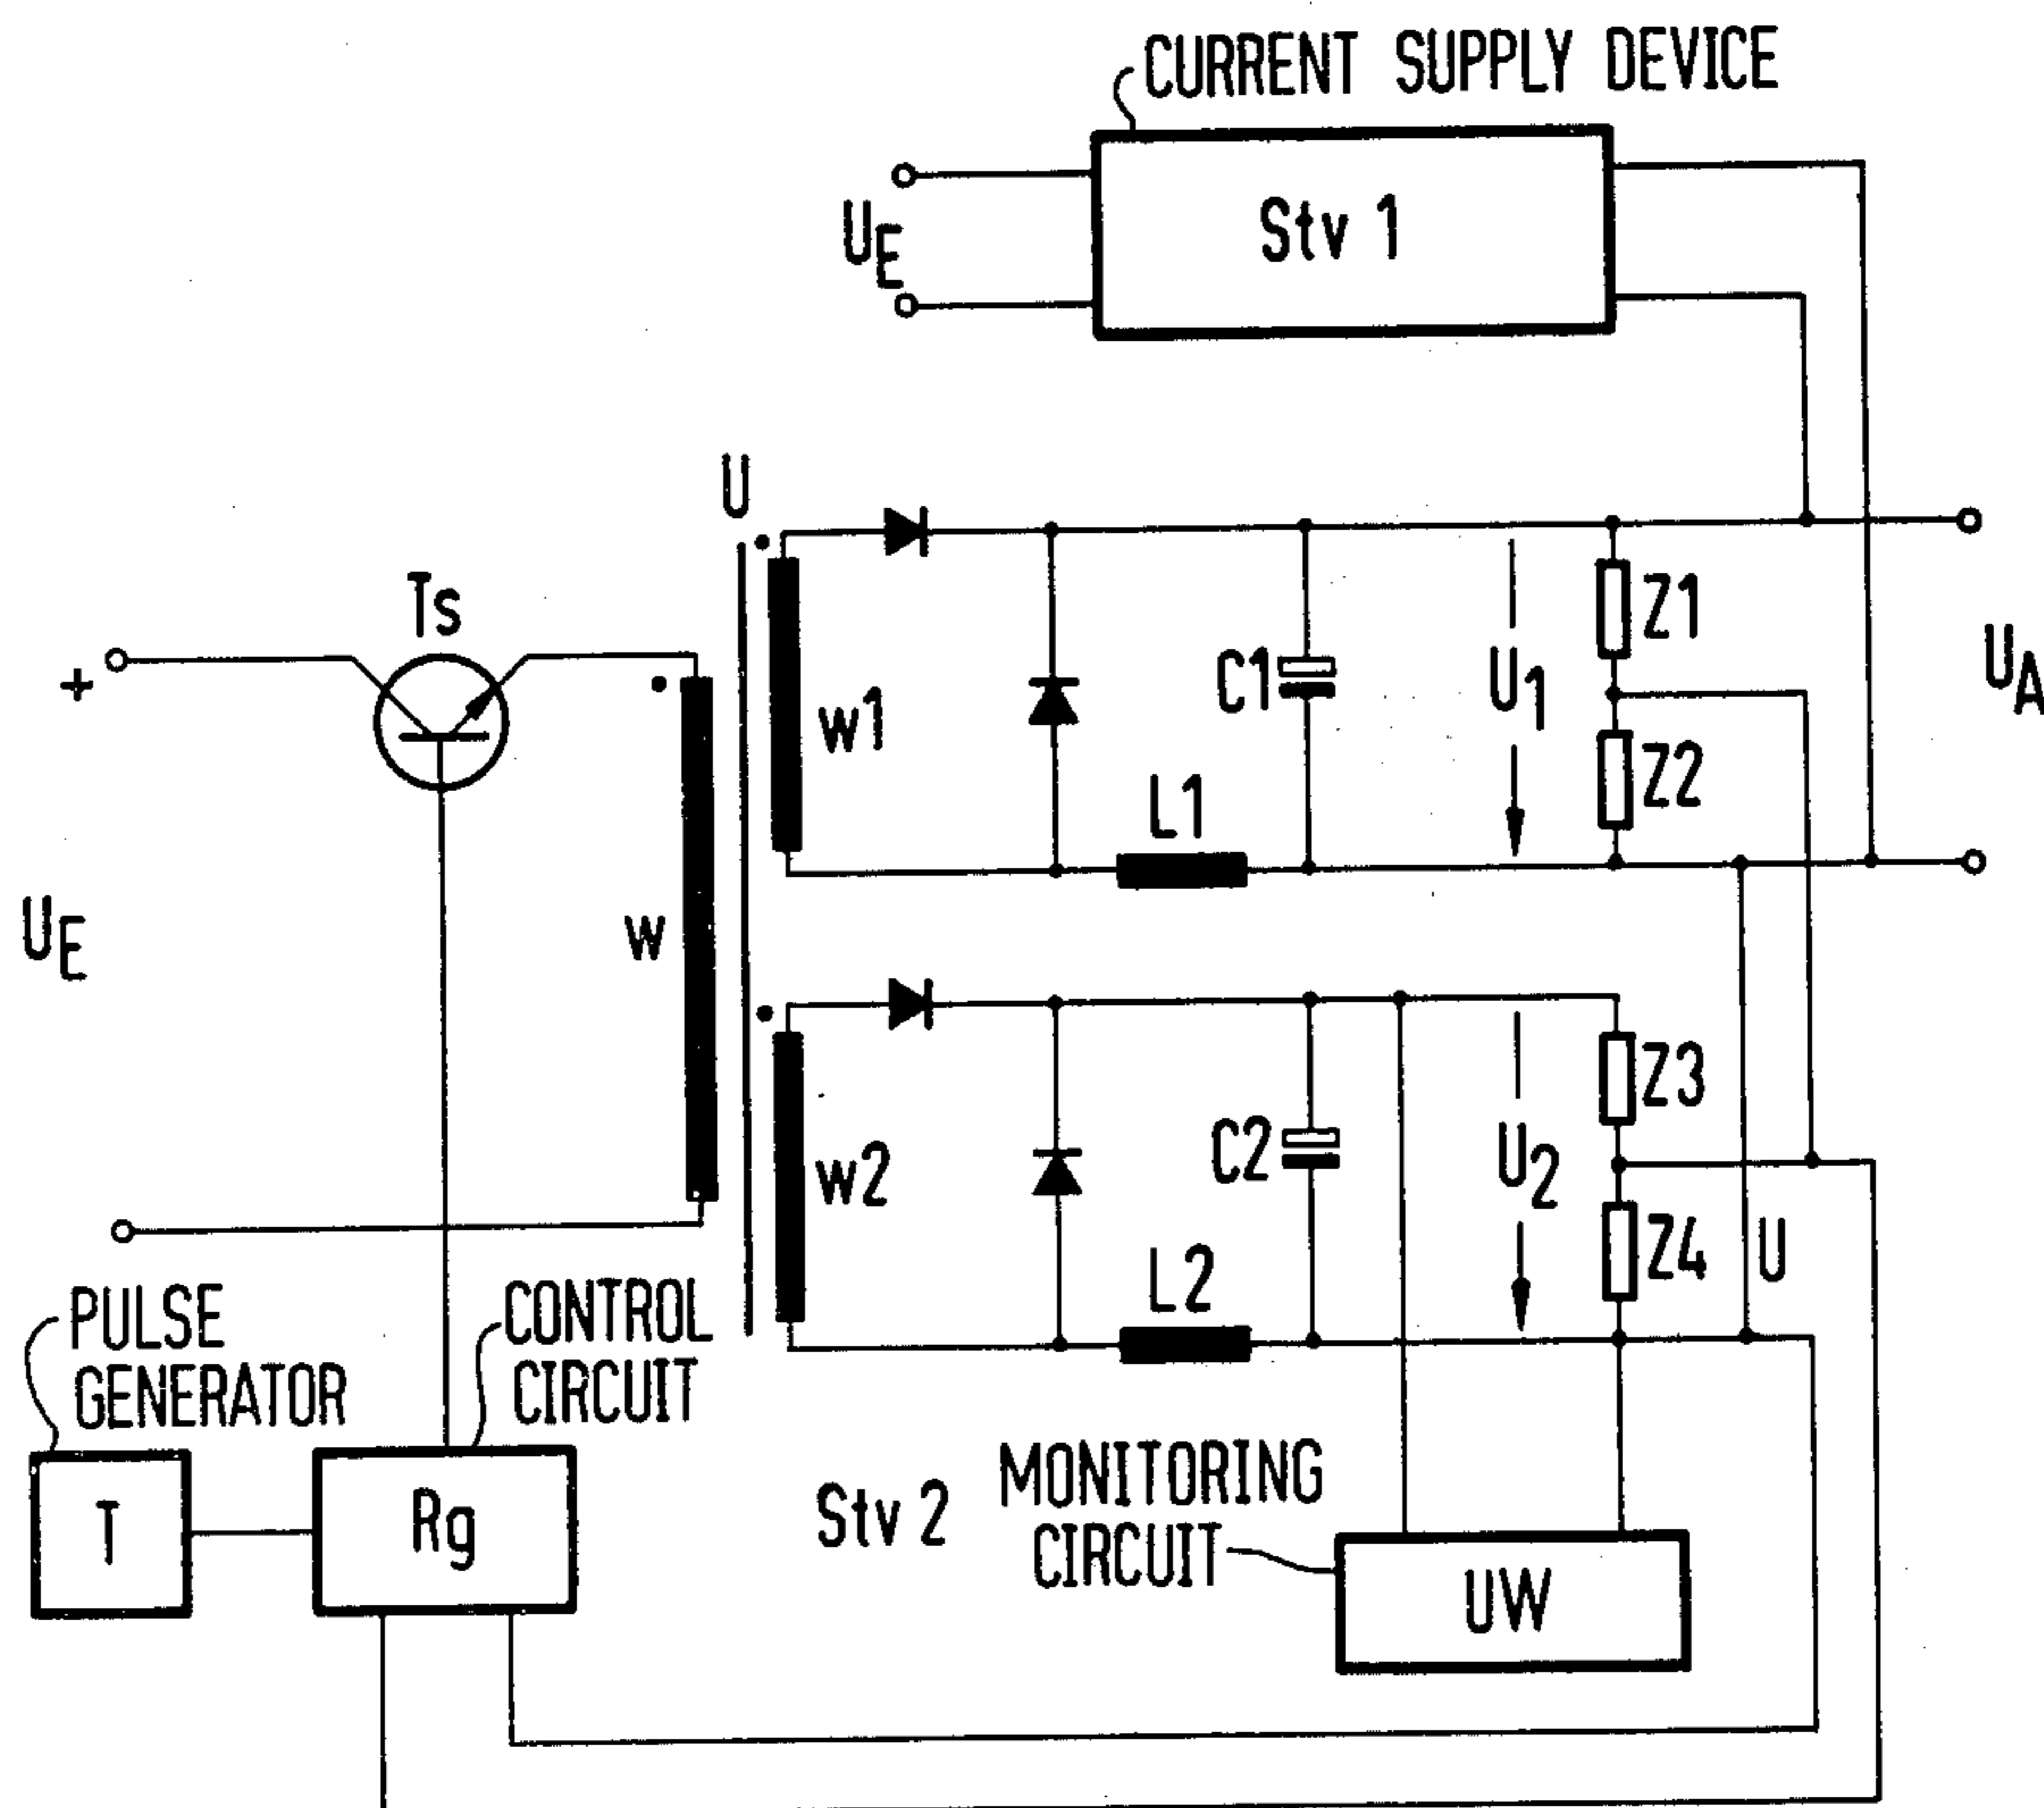 CURRENT SUPPLY DEVICE
Stv 1
UE
U
Ts
+
w
w1
C1
U1
Z1
Z2
UA
L1
UE
w2
C2
U2
Z3
Z4
U
L2
PULSE
GENERATOR
CONTROL
CIRCUIT
T
Rg
Stv 2
MONITORING
CIRCUIT
UW